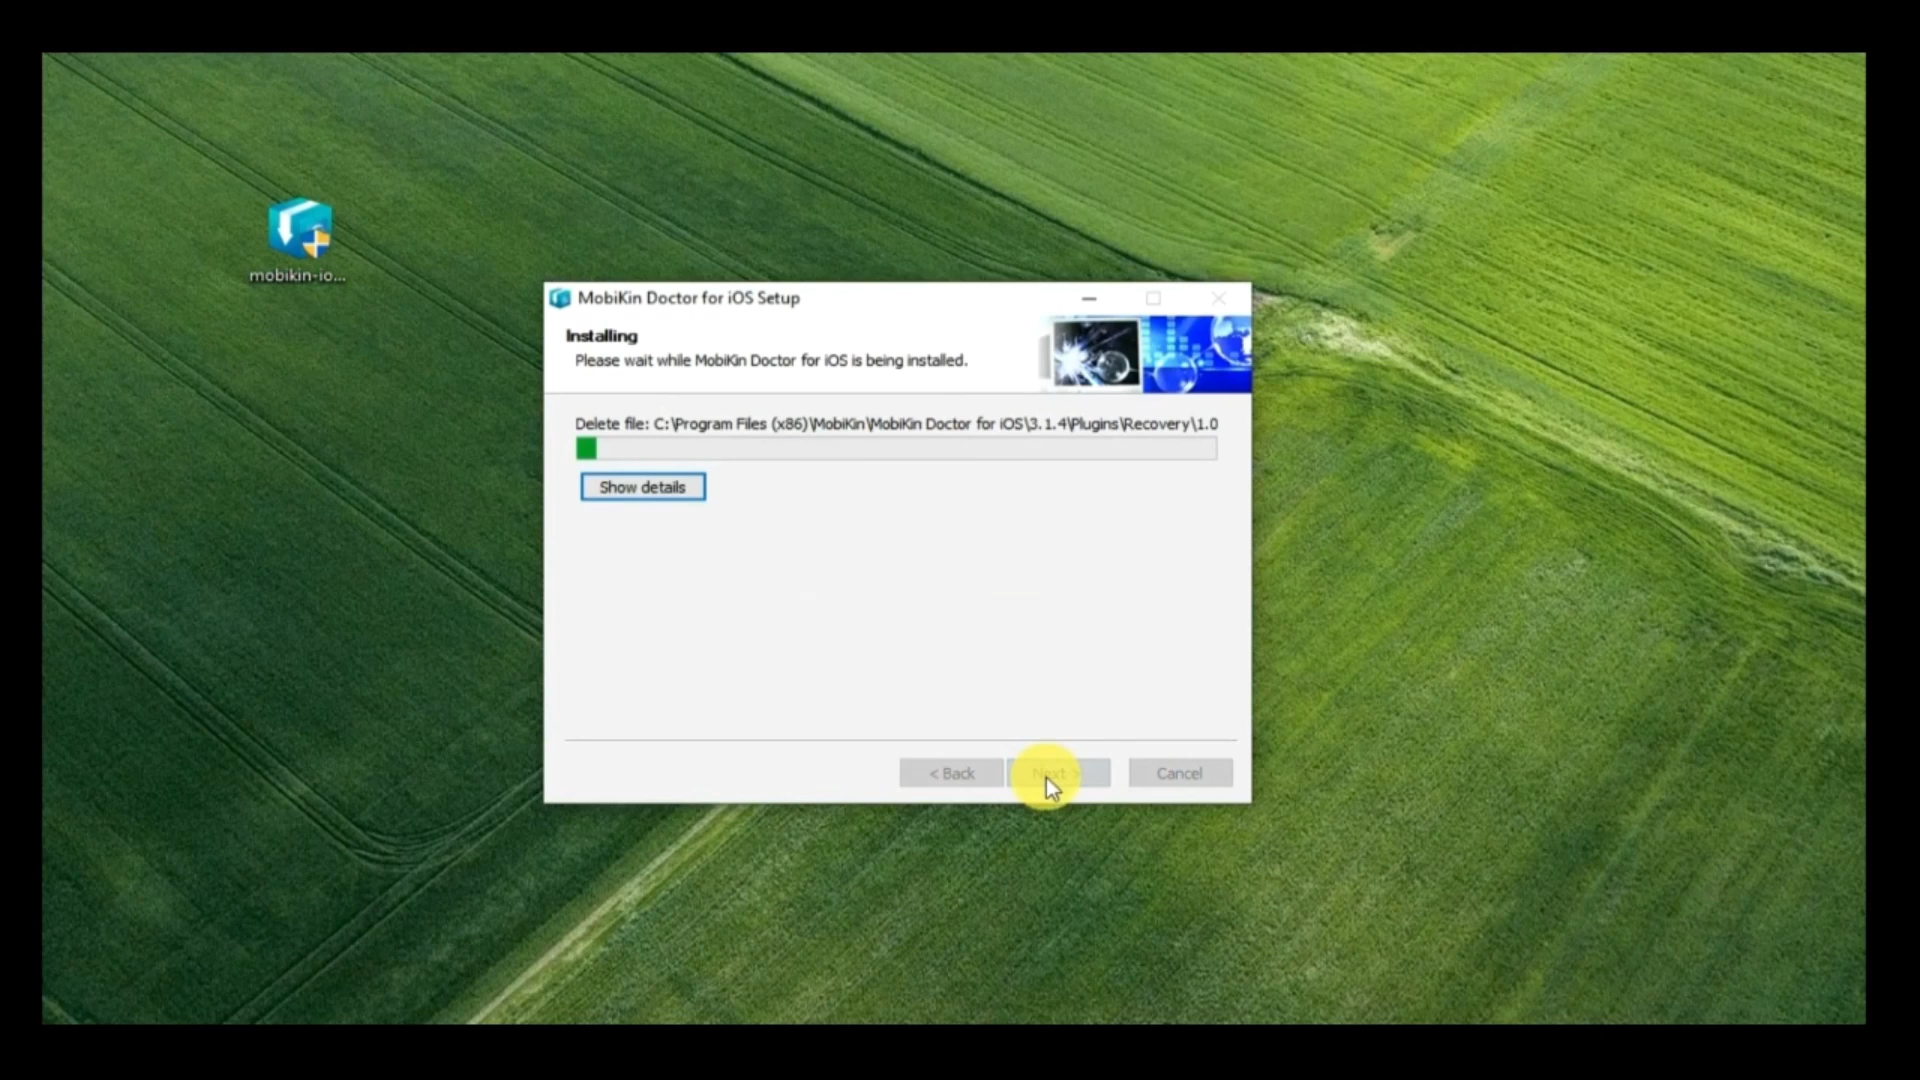 mobikin-io...
MobiKin Doctor for iOS Setup
Installing
Please wait while MobiKin Doctor for iOS is being installed.
Delete file: C:\Program Files (x86)\MobiKin\MobiKin Doctor for iOS\3.1.4\Plugins\Recovery\1.0
Show details
< Back
Next >
Cancel